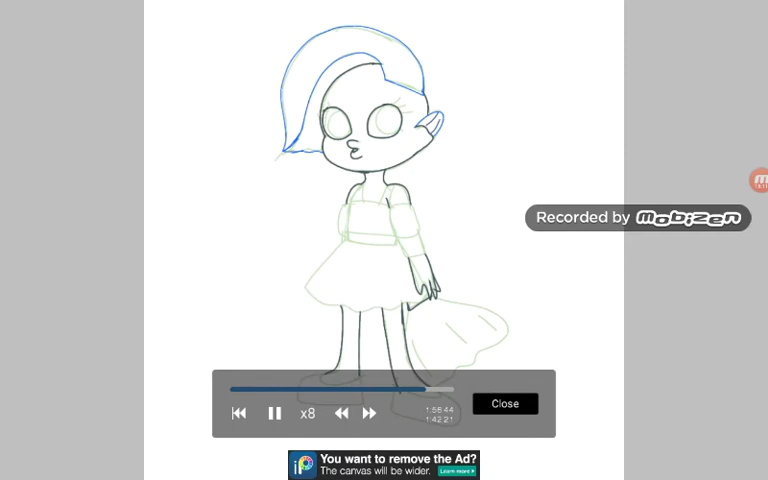 Recorded by mobizen
x8
1:58:44
1:42:21
Close
You want to remove the Ad?
The canvas will be wider.
Learn more